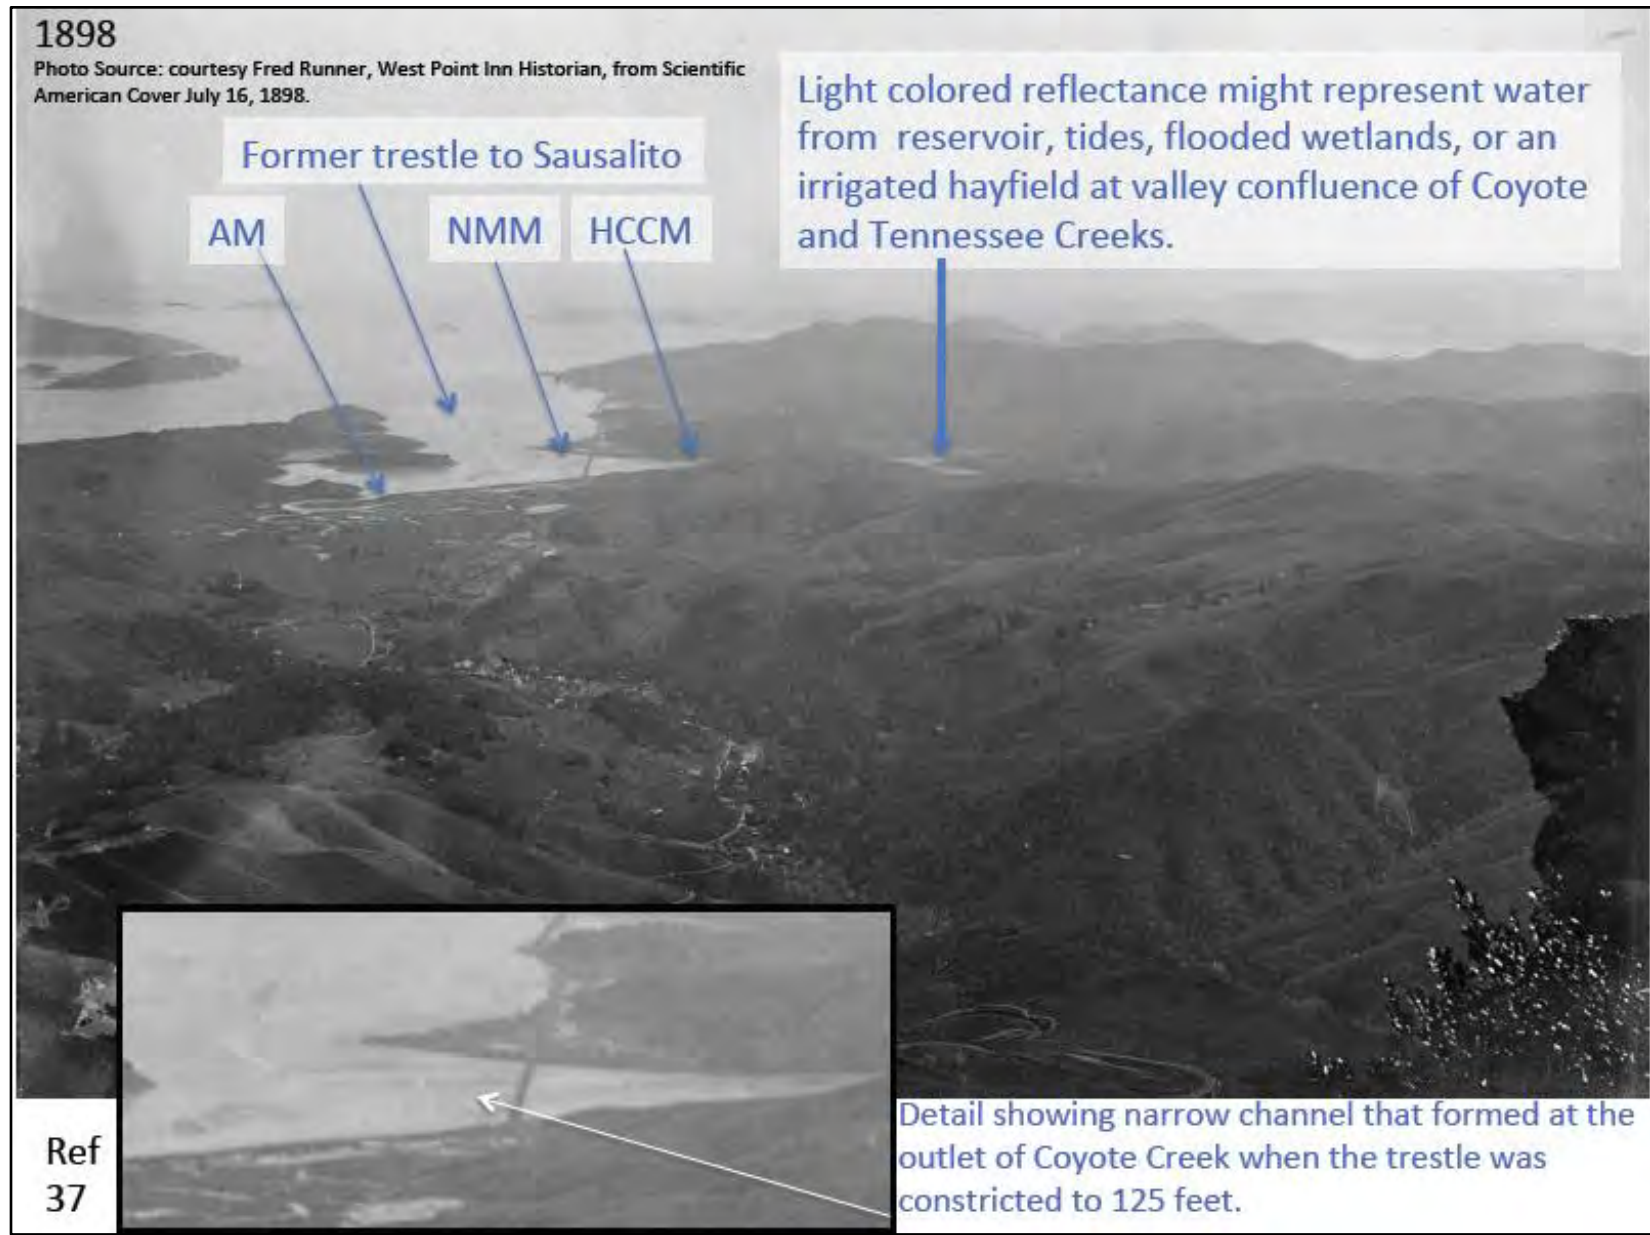 1898
Photo Source: courtesy Fred Runner, West Point Inn Historian, from Scientific
American Cover July 16, 1898.
Former trestle to Sausalito
AM
NMM
HCCM
Light colored reflectance might represent water
from reservoir, tides, flooded wetlands, or an
irrigated hayfield at valley confluence of Coyote
and Tennessee Creeks.
Ref
37
Detail showing narrow channel that formed at the
outlet of Coyote Creek when the trestle was
constricted to 125 feet.